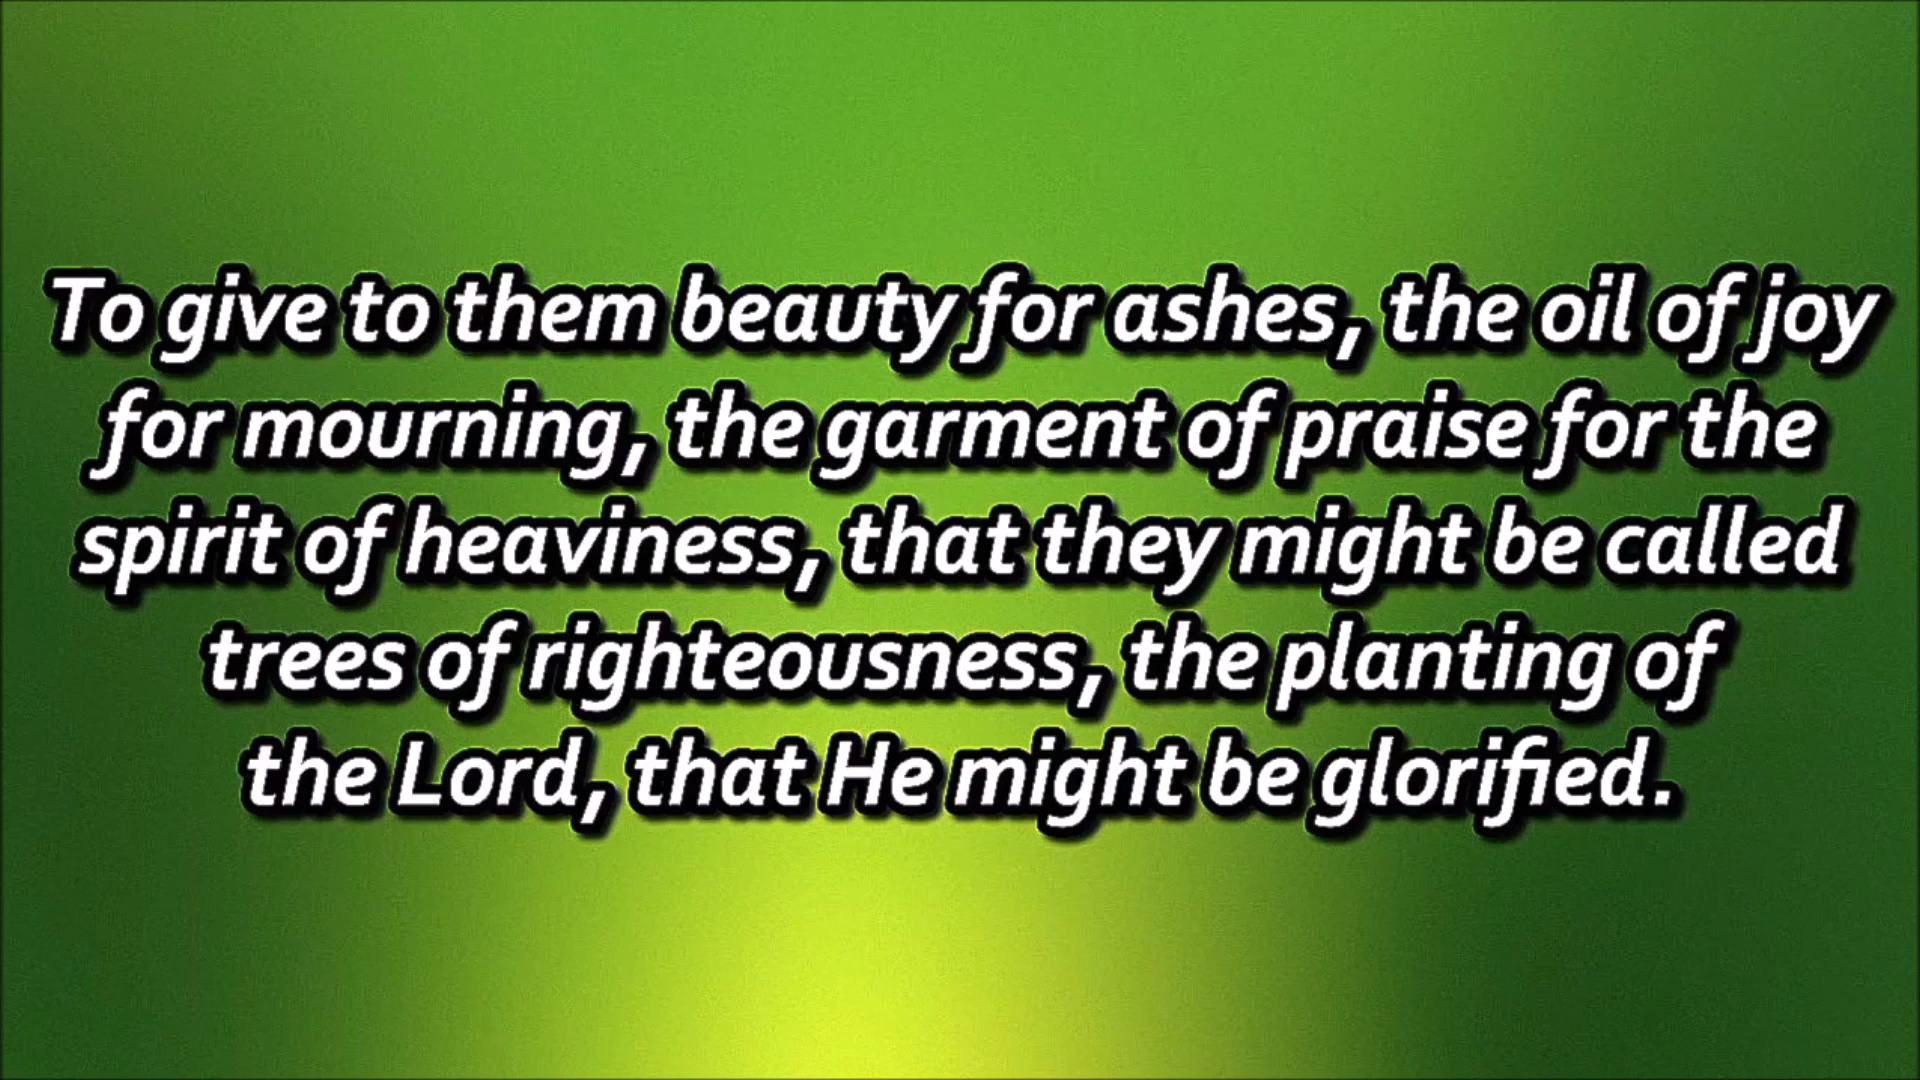 To give to them beauty for ashes, the oil of joy
for mourning, the garment of praise for the
spirit of heaviness, that they might be called
trees of righteousness, the planting of
the Lord, that He might be glorified.